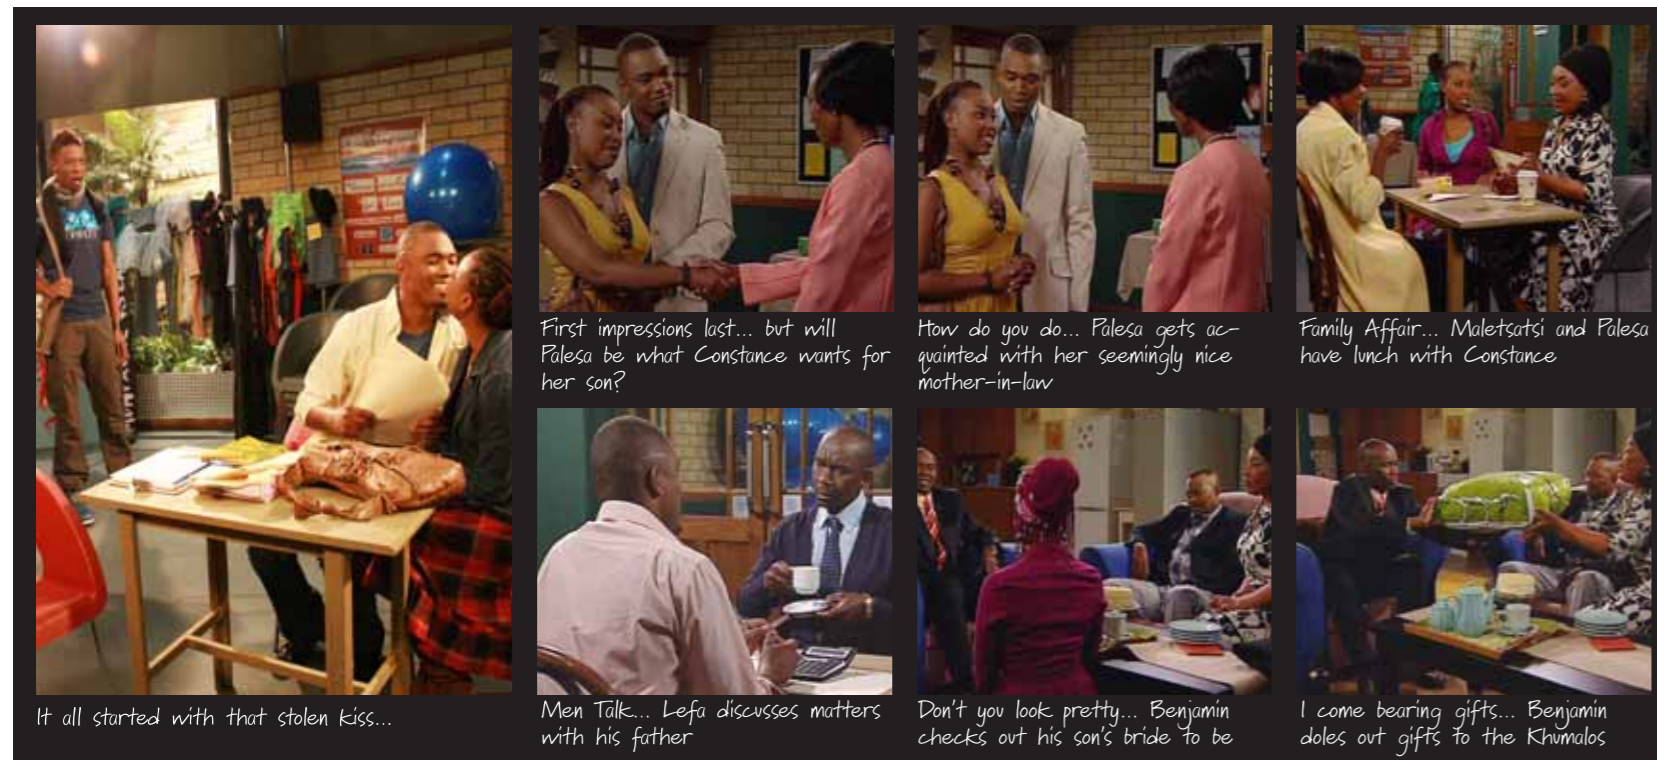 First impressions last... but will
Palesa be what Constance wants for
her son?
How do you do... Palesa gets ac-
quainted with her seemingly nice
mother-in-law
Family Affair... Maletsatsi and Palesa
have lunch with Constance
It all started with that stolen kiss...
Men Talk... Lefa discusses matters
with his father
Don't you look pretty... Benjamin
checks out his son's bride to be
I come bearing gifts... Benjamin
doles out gifts to the Khumalos